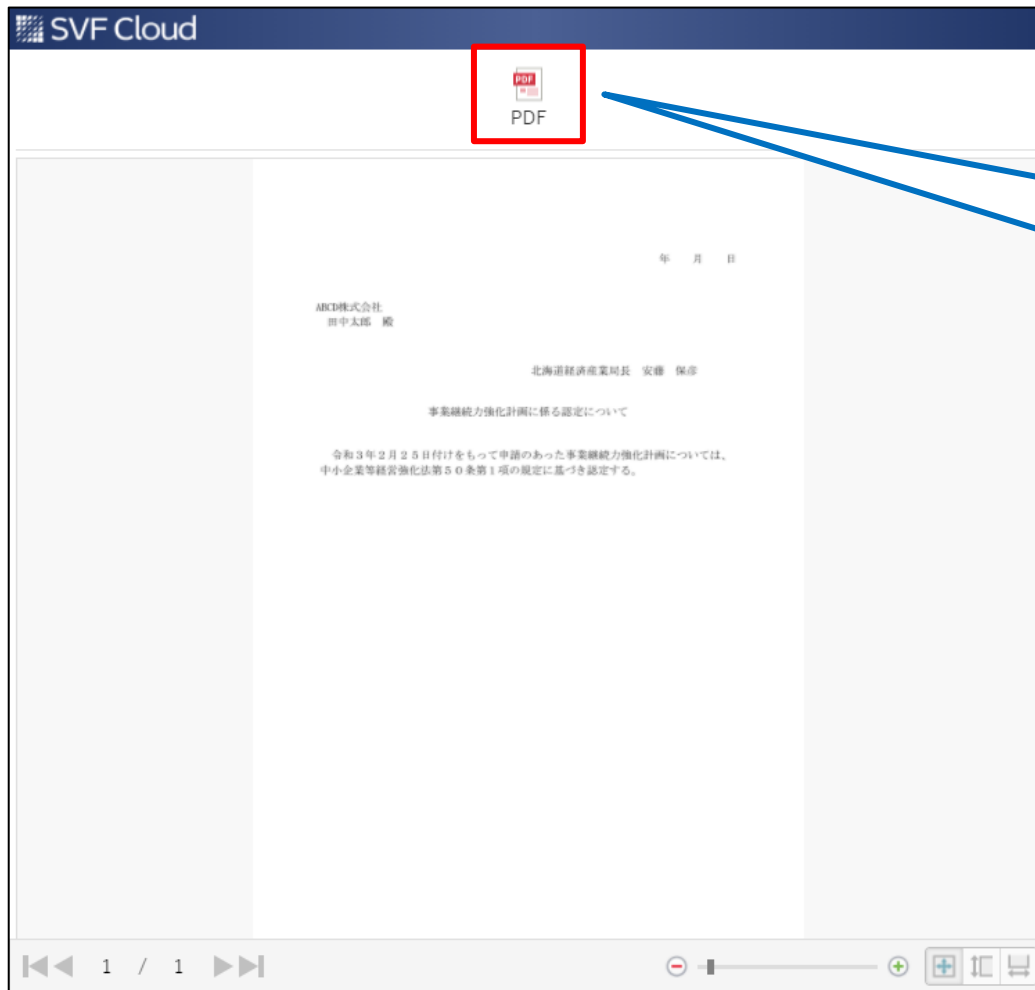 SVF Cloud
PDF
PDF
年　月　日
ABCD株式会社
田中太郎　殿
北海道経済産業局長　安藤　保彦
事業継続力強化計画に係る認定について
令和３年２月２５日付けをもって申請のあった事業継続力強化計画については、
中小企業等経営強化法第５０条第１項の規定に基づき認定する。
1 / 1